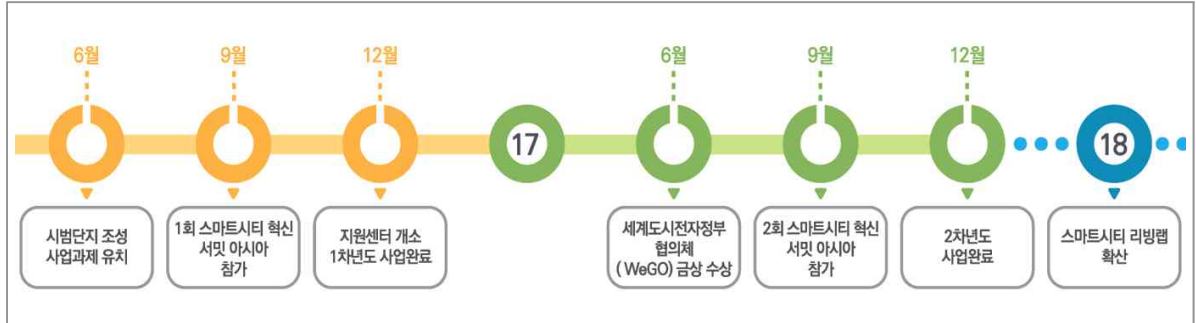 6월
9월
12월
6월
9월
12월
17
18
시범단지 조성
사업과제 유치
1회 스마트시티 혁신
서밋 아시아
참가
지원센터 개소
1차년도 사업완료
세계도시전자정부
협의체
( WeGO) 금상 수상
2회 스마트시티 혁신
서밋 아시아
참가
2차년도
사업완료
스마트시티 리빙랩
확산